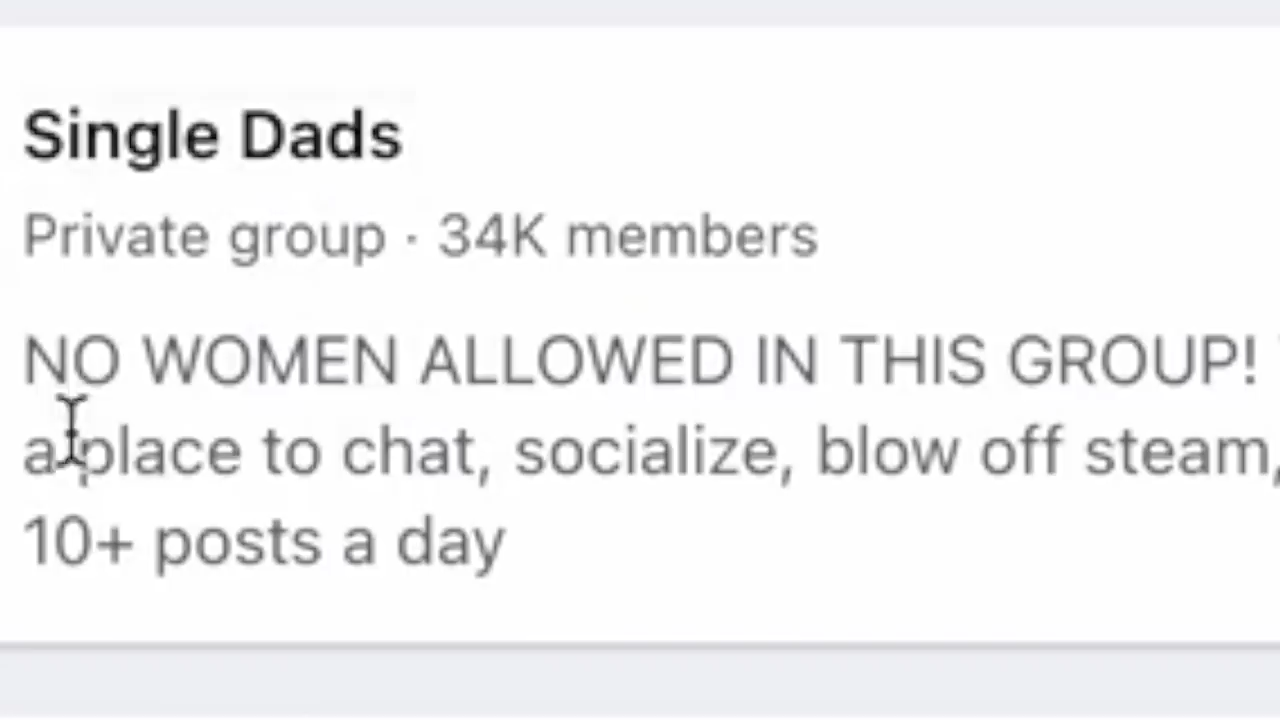 Single Dads
Private group · 34K members
NO WOMEN ALLOWED IN THIS GROUP!
a place to chat, socialize, blow off steam,
10+ posts a day